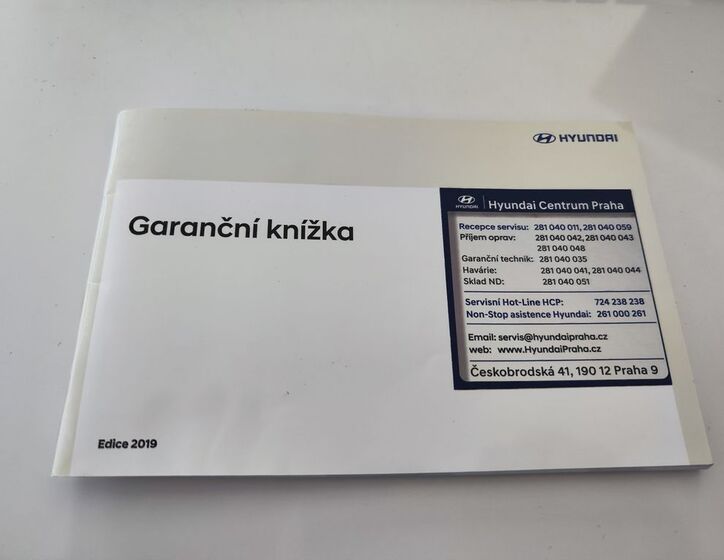 HYUNDAI
Garanční knížka
HYUNDAI Hyundai Centrum Praha
Recepce servisu: 281 040 011, 281 040 059
Příjem oprav: 281 040 042, 281 040 043
281 040 048
Garanční technik: 281 040 035
Havárie: 281 040 041, 281 040 044
Sklad ND: 281 040 051
Servisní Hot-Line HCP: 724 238 238
Non-Stop asistence Hyundai: 261 000 261
Email: servis@hyundaipraha.cz
web: www.HyundaiPraha.cz
Českobrodská 41, 190 12 Praha 9
Edice 2019